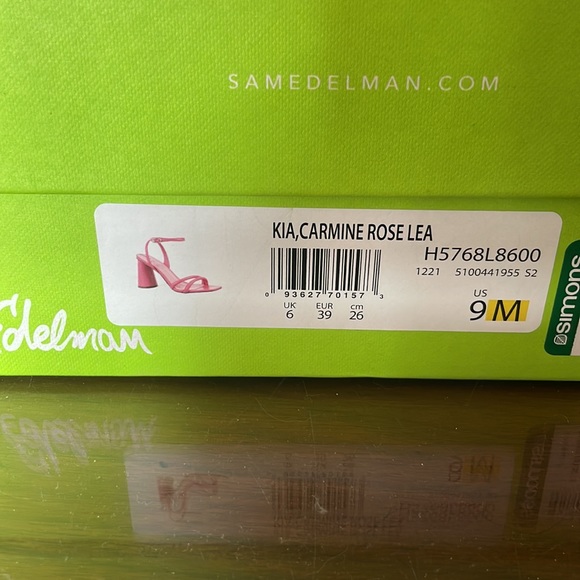 SAMEDELMAN.COM
KIA,CARMINE ROSE LEA
H5768L8600
1221 5100441955 S2
0 93627 70157 3
UK EUR cm
6 39 26
US
9 M
Edelman
simons